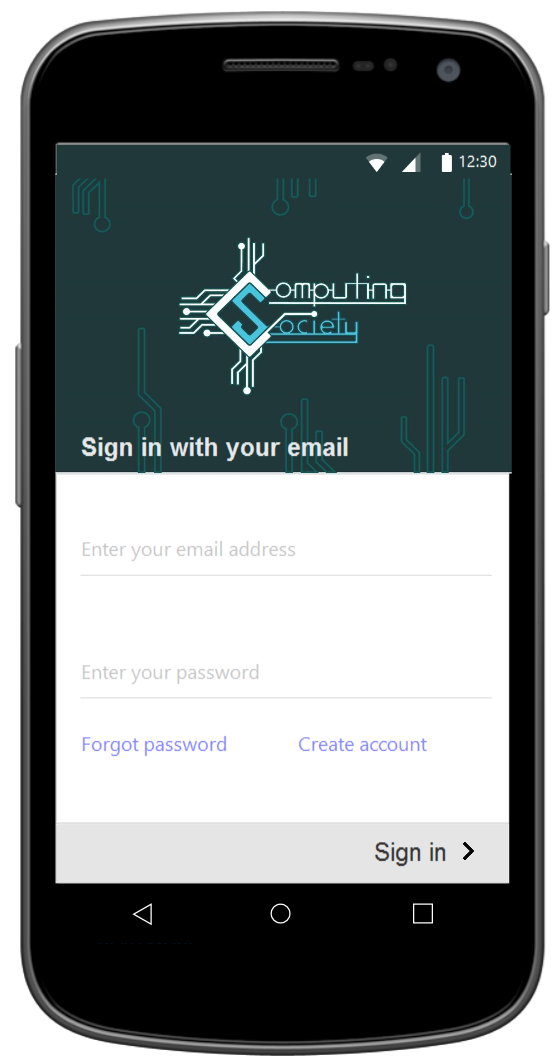 12:30
Computing
Society
Sign in with your email
Enter your email address
Enter your password
Forgot password Create account
Sign in